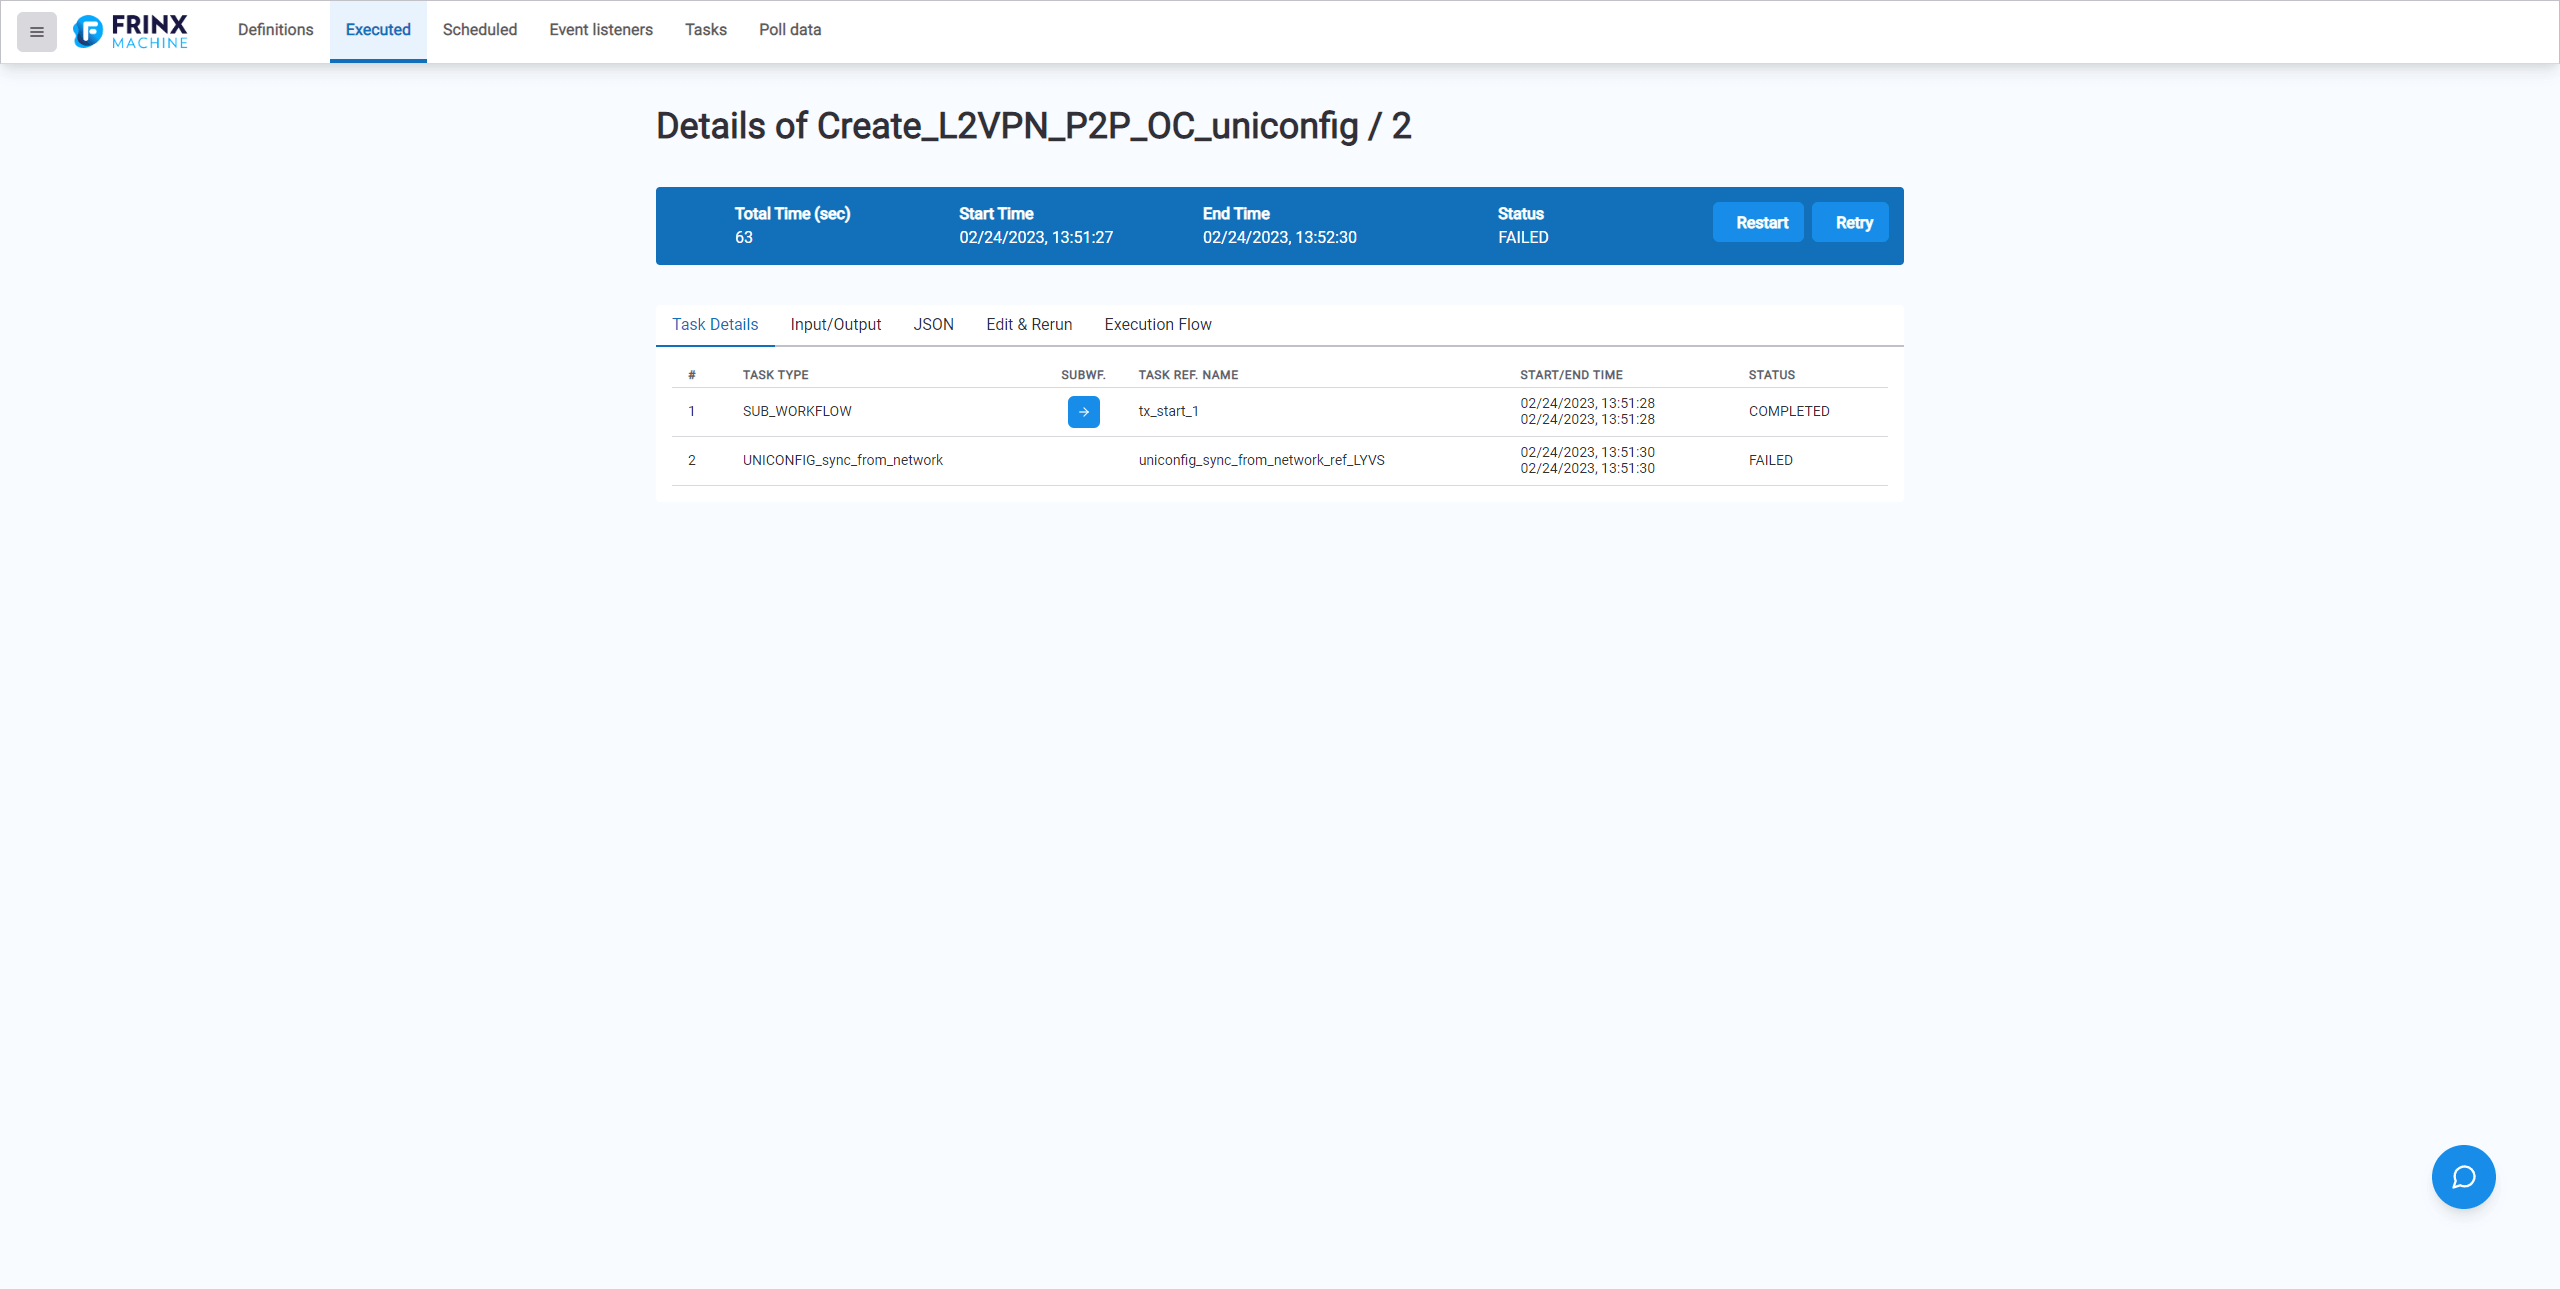 FRINX
MACHINE
Definitions Executed Scheduled Event listeners Tasks Poll data
Details of Create_L2VPN_P2P_OC_uniconfig / 2
Total Time (sec) Start Time End Time Status
63 02/24/2023, 13:51:27 02/24/2023, 13:52:30 FAILED
Restart Retry
Task Details Input/Output JSON Edit & Rerun Execution Flow
# TASK TYPE SUBWF. TASK REF. NAME START/END TIME STATUS
1 SUB_WORKFLOW tx_start_1 02/24/2023, 13:51:28 COMPLETED
02/24/2023, 13:51:28
2 UNICONFIG_sync_from_network uniconfig_sync_from_network_ref_LYVS 02/24/2023, 13:51:30 FAILED
02/24/2023, 13:51:30